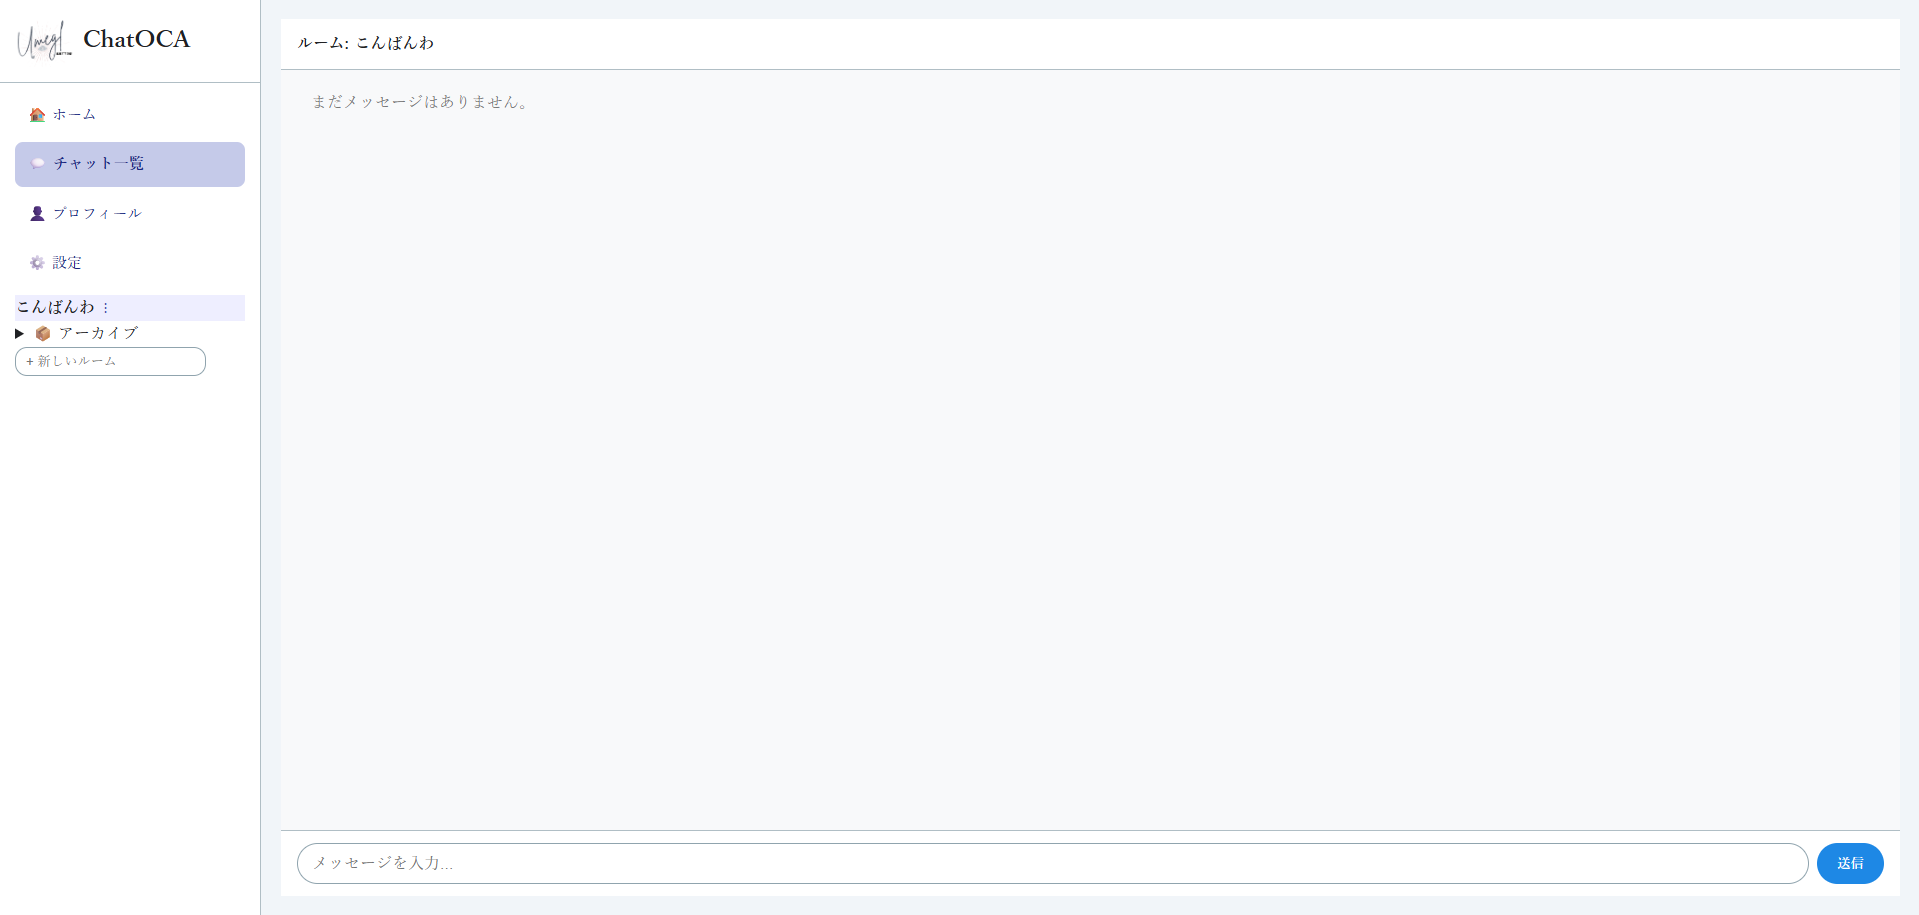 ChatOCA
🏠 ホーム
💬 チャット一覧
👤 プロフィール
⚙️ 設定
こんばんわ ⋮
▶ 📦 アーカイブ
+ 新しいルーム
ルーム: こんばんわ
まだメッセージはありません。
メッセージを入力...
送信